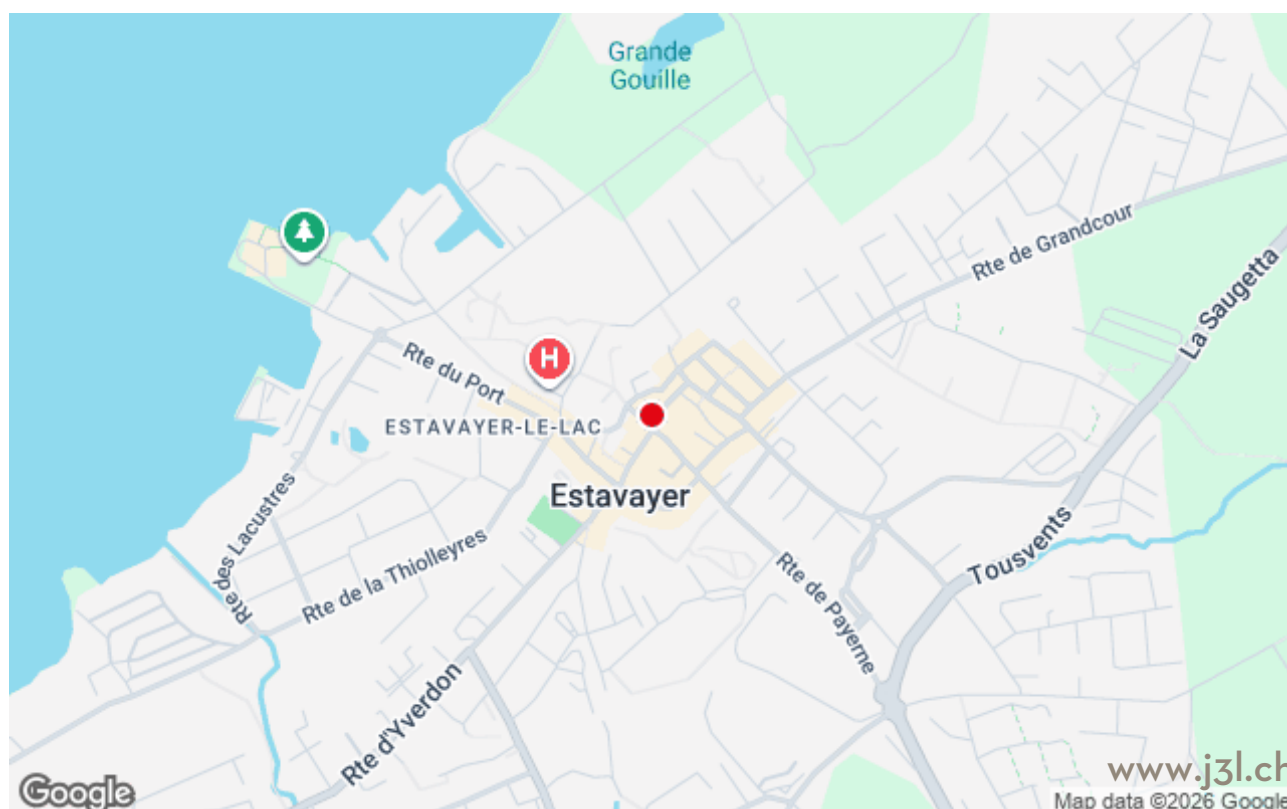 Grande
Gouille
Rte de Grandcour
La Saugetta
H
Rte du Port
ESTAVAYER-LE-LAC
Estavayer
Rte des Lacustres
Rte de la Thiolleyres
Tousvents
Rte de Payerne
Rte d'Yverdon
www.j3l.ch
Google
Map data ©2026 Google